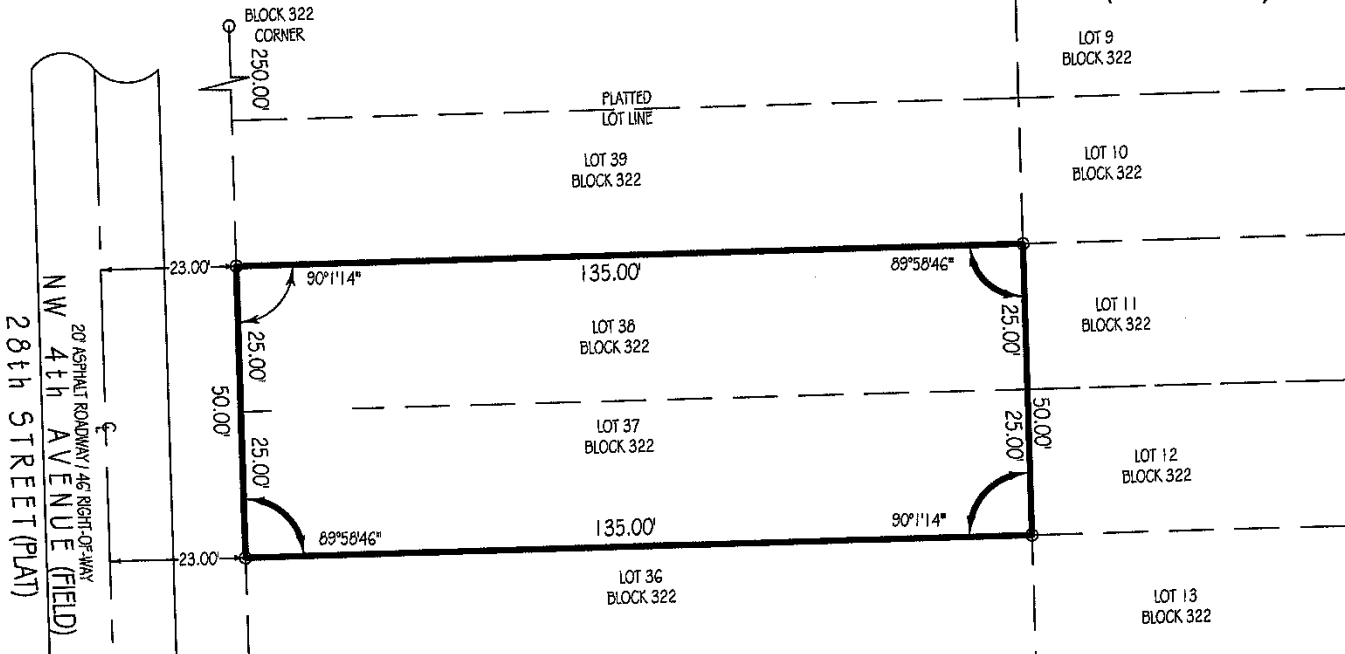 BLOCK 322
CORNER
250.00'
LOT 9
BLOCK 322
PLATTED
LOT LINE
LOT 39
BLOCK 322
LOT 10
BLOCK 322
23.00'
90°1'14"
135.00'
89°58'46"
25.00'
LOT 38
BLOCK 322
25.00'
LOT 11
BLOCK 322
50.00'
LOT 37
BLOCK 322
50.00'
25.00'
25.00'
LOT 12
BLOCK 322
89°58'46"
135.00'
90°1'14"
23.00'
LOT 36
BLOCK 322
LOT 13
BLOCK 322
20' ASPHALT ROADWAY / 46' RIGHT-OF-WAY
NW 4th AVENUE (FIELD)
28th STREET (PLAT)